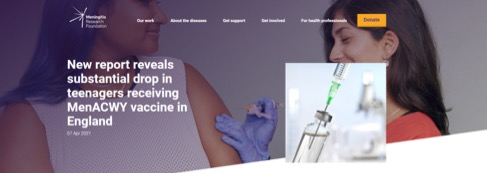 Meningitis
Research
Foundation
Our work
About the diseases
Get support
Get involved
For health professionals
Donate
New report reveals
substantial drop in
teenagers receiving
MenACWY vaccine in
England
07 Apr 2021